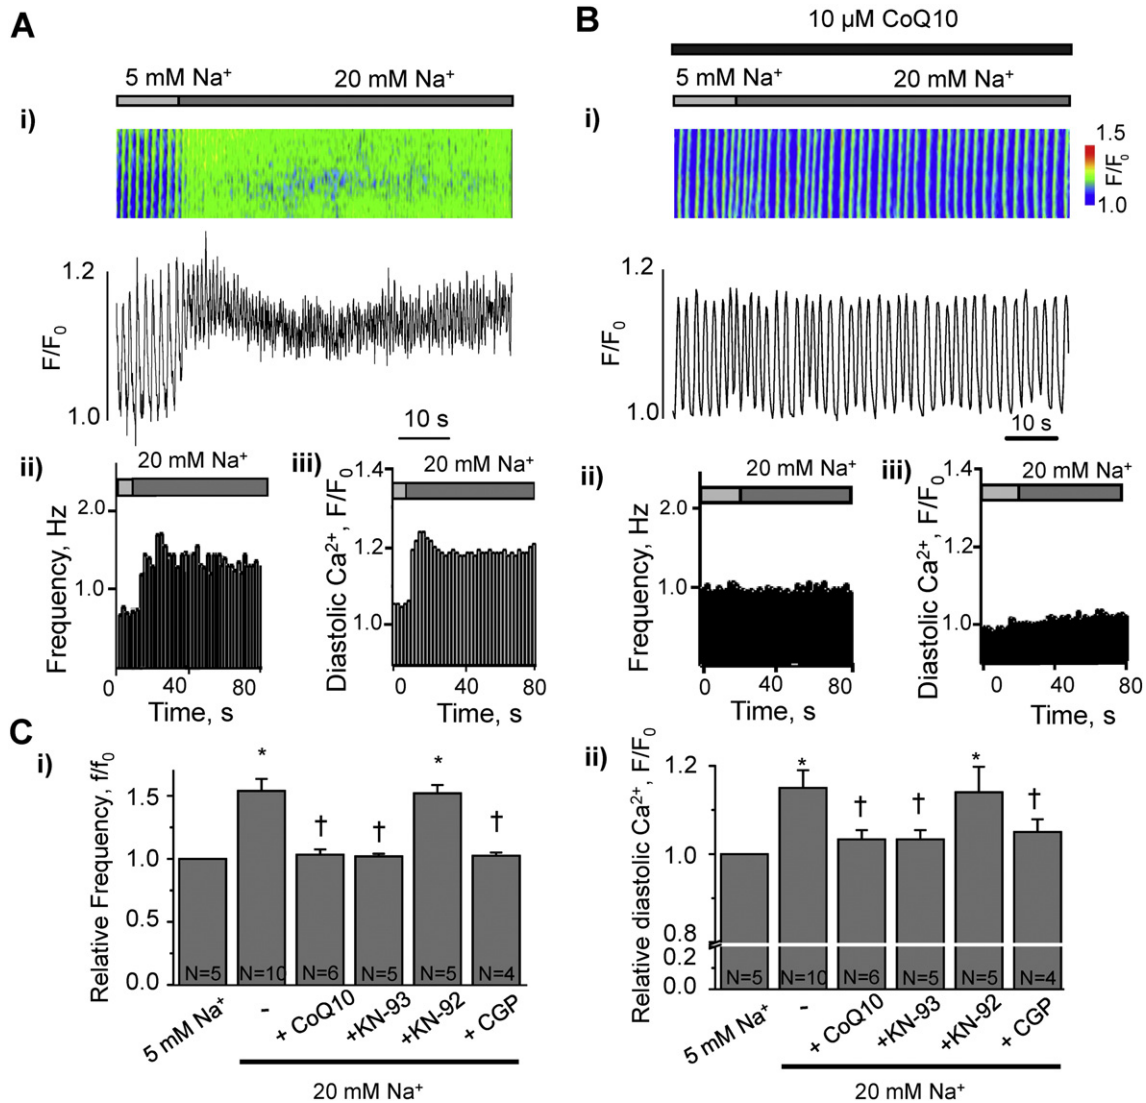 A
5 mM Na⁺ 20 mM Na⁺
i)
1.2
F/F₀
1.0
10 s
ii)
20 mM Na⁺
Frequency, Hz
2.0
1.0
0 40 80
Time, s
iii)
20 mM Na⁺
Diastolic Ca²⁺, F/F₀
1.4
1.2
1.0
0 40 80
Time, s
B
10 µM CoQ10
5 mM Na⁺ 20 mM Na⁺
i)
1.5
F/F₀
1.0
1.2
F/F₀
1.0
10 s
ii)
20 mM Na⁺
Frequency, Hz
2.0
1.0
0 40 80
Time, s
iii)
20 mM Na⁺
Diastolic Ca²⁺, F/F₀
1.4
1.2
1.0
0 40 80
Time, s
C
i)
Relative Frequency, f/f₀
1.5
1.0
0.5
0.0
* † † * †
N=5 N=10 N=6 N=5 N=5 N=4
5 mM Na⁺ - + CoQ10 +KN-93 +KN-92 + CGP
20 mM Na⁺
ii)
Relative diastolic Ca²⁺, F/F₀
1.2
1.0
0.8
0.2
0.0
* † † * †
N=5 N=10 N=6 N=5 N=5 N=4
5 mM Na⁺ - + CoQ10 +KN-93 +KN-92 + CGP
20 mM Na⁺